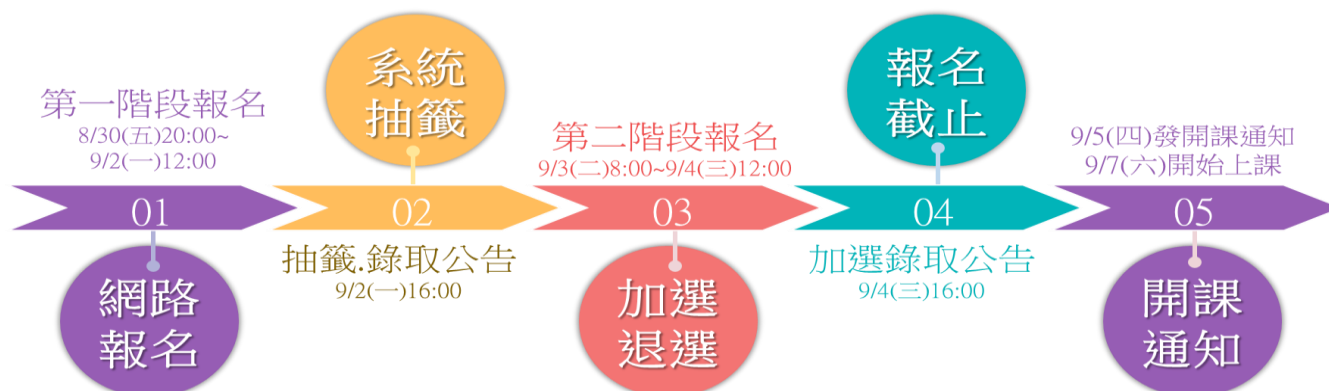 第一階段報名
8/30(五)20:00~
9/2(一)12:00
01
網路
報名
系統
抽籤
02
抽籤.錄取公告
9/2(一)16:00
第二階段報名
9/3(二)8:00~9/4(三)12:00
03
加選
退選
報名
截止
04
加選錄取公告
9/4(三)16:00
9/5(四)發開課通知
9/7(六)開始上課
05
開課
通知